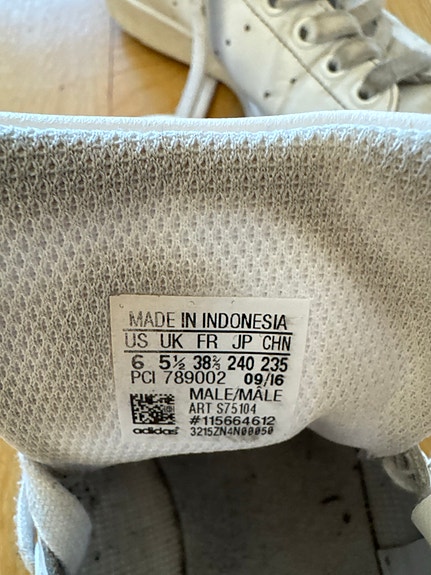 MADE IN INDONESIA
US UK FR JP CHN
6 5½ 38⅔ 240 235
PCI 789002 09/16
MALE/MÂLE
ART S75104
#115664612
adidas 3215ZN4N00050